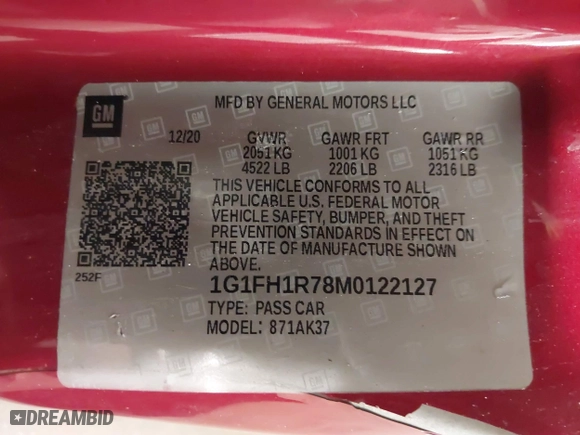 GM
MFD BY GENERAL MOTORS LLC
12/20 GVWR GAWR FRT GAWR RR
2051 KG 1001 KG 1051 KG
4522 LB 2206 LB 2316 LB
THIS VEHICLE CONFORMS TO ALL
APPLICABLE U.S. FEDERAL MOTOR
VEHICLE SAFETY, BUMPER, AND THEFT
PREVENTION STANDARDS IN EFFECT ON
THE DATE OF MANUFACTURE SHOWN
ABOVE.
252F
1G1FH1R78M0122127
TYPE: PASS CAR
MODEL: 871AK37
DREAMBID